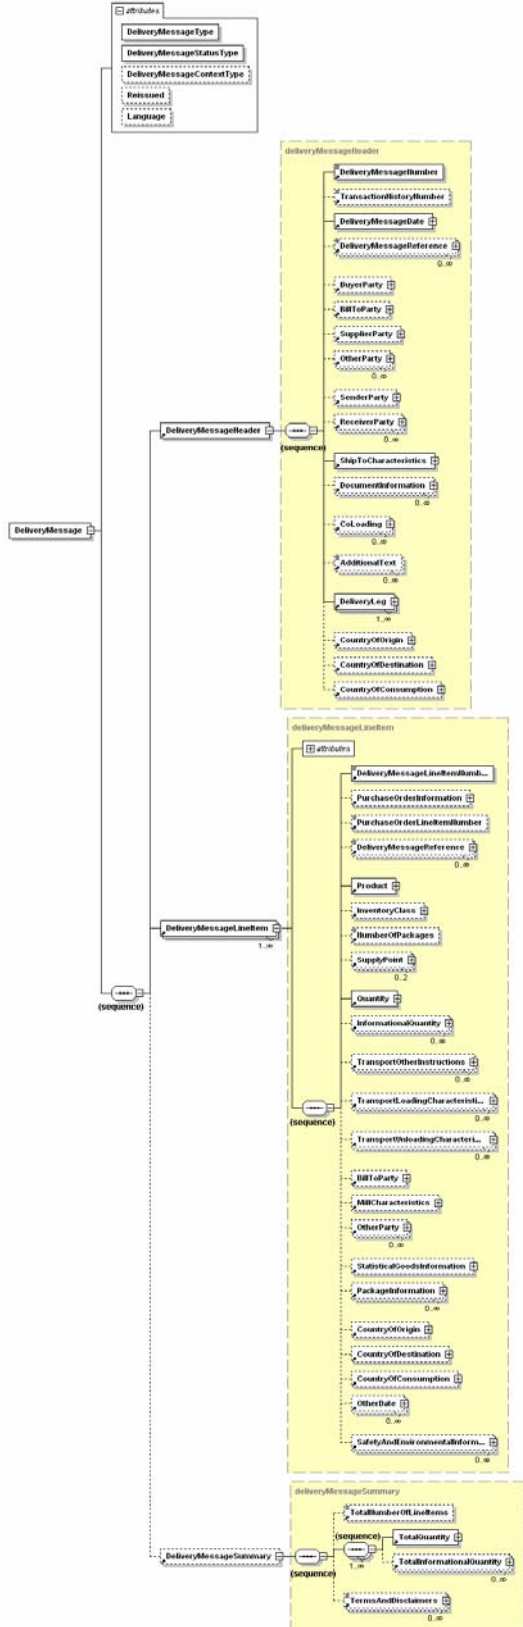 attributes
DeliveryMessageType
DeliveryMessageStatusType
DeliveryMessageContextType
Reissued
Language
deliveryMessageHeader
DeliveryMessageNumber
TransactionHistoryNumber
DeliveryMessageDate
DeliveryMessageReference
0..∞
BuyerParty
BillToParty
SupplierParty
OtherParty
0..∞
SenderParty
ReceiverParty
0..∞
DeliveryMessageHeader
(sequence)
ShipToCharacteristics
DocumentInformation
0..∞
CoLoading
0..∞
AdditionalText
0..∞
DeliveryLeg
1..∞
CountryOfOrigin
CountryOfDestination
CountryOfConsumption
DeliveryMessage
deliveryMessageLineItem
attributes
DeliveryMessageLineItemNumb...
PurchaseOrderInformation
PurchaseOrderLineItemNumber
DeliveryMessageReference
0..∞
Product
InventoryClass
NumberOfPackages
DeliveryMessageLineItem
1..∞
SupplyPoint
0..2
Quantity
(sequence)
InformationalQuantity
0..∞
TransportOtherInstructions
0..∞
TransportLoadingCharacteristi...
0..∞
(sequence)
TransportUnloadingCharacteri...
0..∞
BillToParty
MillCharacteristics
OtherParty
0..∞
StatisticalGoodsInformation
PackageInformation
0..∞
CountryOfOrigin
CountryOfDestination
CountryOfConsumption
OtherDate
0..∞
SafetyAndEnvironmentalInform...
0..∞
deliveryMessageSummary
TotalNumberOfLineItems
(sequence)
TotalQuantity
1..∞
DeliveryMessageSummary
(sequence)
TotalInformationalQuantity
0..∞
TermsAndDisclaimers
0..∞